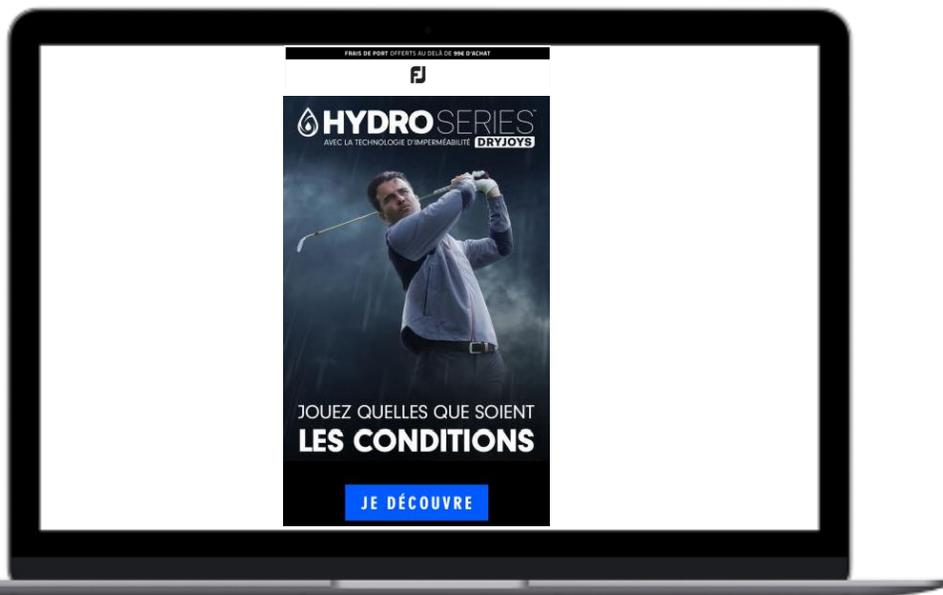 FRAIS DE PORT OFFERTS AU DELÀ DE 99€ D'ACHAT
FJ
HYDROSERIES™
AVEC LA TECHNOLOGIE D'IMPERMÉABILITÉ DRYJOYS
JOUEZ QUELLES QUE SOIENT
LES CONDITIONS
JE DÉCOUVRE